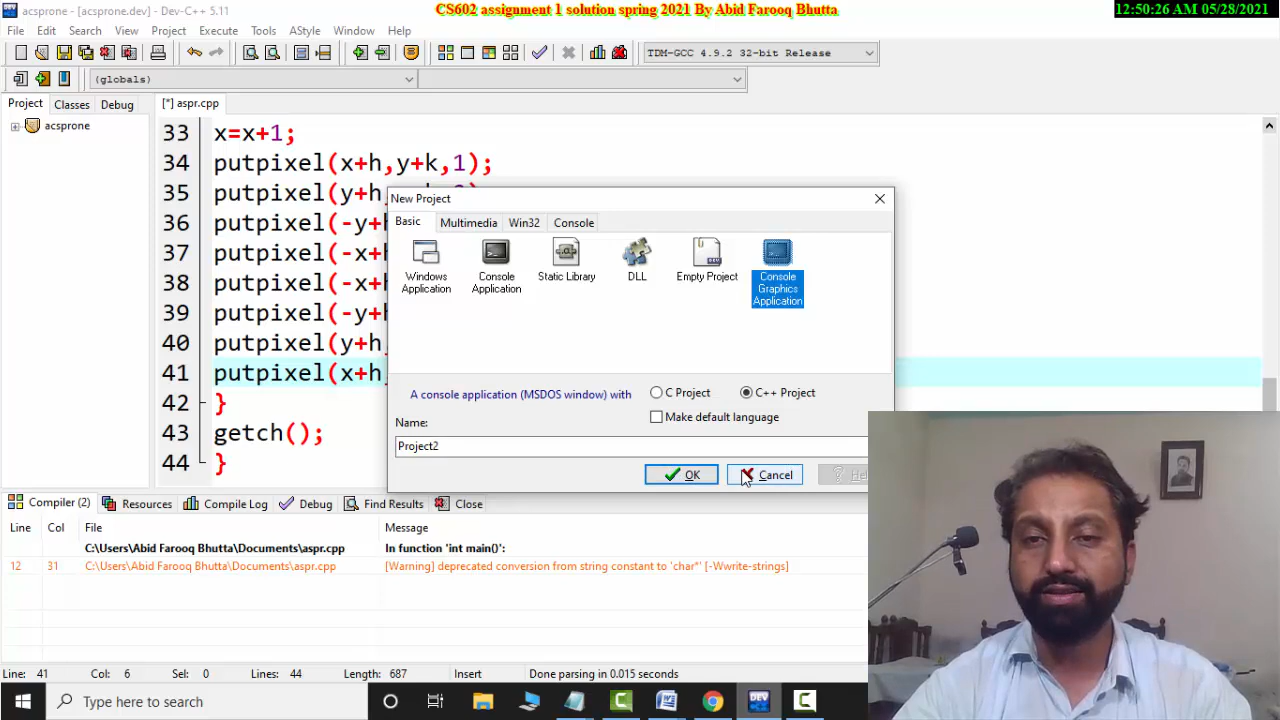 acsprone - [acsprone.dev] - Dev-C++ 5.11
CS602 assignment 1 solution spring 2021 By Abid Farooq Bhutta
12:50:26 AM 05/28/2021
File Edit Search View Project Execute Tools AStyle Window Help
TDM-GCC 4.9.2 32-bit Release
(globals)
Project Classes Debug
[*] aspr.cpp
acsprone
33 x=x+1;
34 putpixel(x+h,y+k,1);
35 putpixel(y+h,
36 putpixel(-y+h
37 putpixel(-x+h
38 putpixel(-x+h
39 putpixel(-y+h
40 putpixel(y+h,
41 putpixel(x+h,
42 }
43 getch();
44 }
New Project
Basic Multimedia Win32 Console
Windows Application
Console Application
Static Library
DLL
Empty Project
Console Graphics Application
A console application (MSDOS window) with
C Project C++ Project
Make default language
Name:
Project2
OK Cancel
Compiler (2) Resources Compile Log Debug Find Results Close
Line Col File Message
C:\Users\Abid Farooq Bhutta\Documents\aspr.cpp In function 'int main()':
12 31 C:\Users\Abid Farooq Bhutta\Documents\aspr.cpp [Warning] deprecated conversion from string constant to 'char*' [-Wwrite-strings]
Line: 41 Col: 6 Sel: 0 Lines: 44 Length: 687 Insert Done parsing in 0.015 seconds
Type here to search
DEV